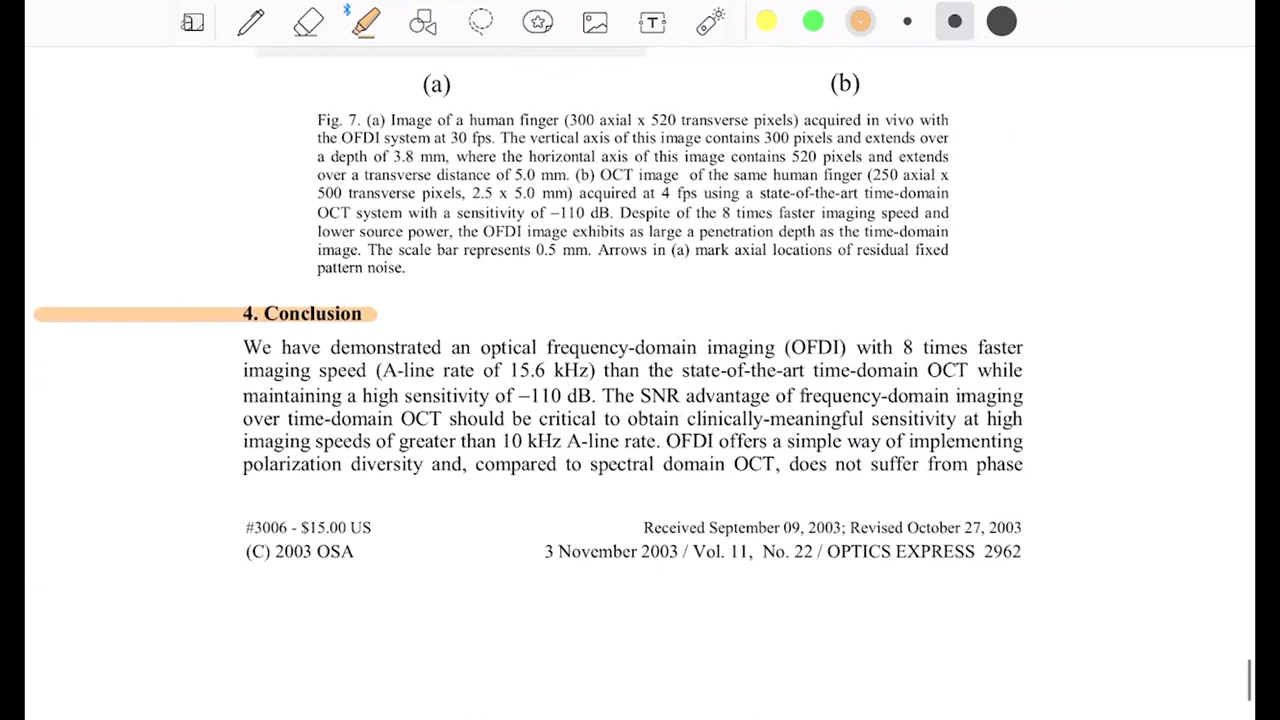 (a) (b)
Fig. 7. (a) Image of a human finger (300 axial x 520 transverse pixels) acquired in vivo with
the OFDI system at 30 fps. The vertical axis of this image contains 300 pixels and extends over
a depth of 3.8 mm, where the horizontal axis of this image contains 520 pixels and extends
over a transverse distance of 5.0 mm. (b) OCT image of the same human finger (250 axial x
500 transverse pixels, 2.5 x 5.0 mm) acquired at 4 fps using a state-of-the-art time-domain
OCT system with a sensitivity of −110 dB. Despite of the 8 times faster imaging speed and
lower source power, the OFDI image exhibits as large a penetration depth as the time-domain
image. The scale bar represents 0.5 mm. Arrows in (a) mark axial locations of residual fixed
pattern noise.
4. Conclusion
We have demonstrated an optical frequency-domain imaging (OFDI) with 8 times faster
imaging speed (A-line rate of 15.6 kHz) than the state-of-the-art time-domain OCT while
maintaining a high sensitivity of −110 dB. The SNR advantage of frequency-domain imaging
over time-domain OCT should be critical to obtain clinically-meaningful sensitivity at high
imaging speeds of greater than 10 kHz A-line rate. OFDI offers a simple way of implementing
polarization diversity and, compared to spectral domain OCT, does not suffer from phase
#3006 - $15.00 US Received September 09, 2003; Revised October 27, 2003
(C) 2003 OSA 3 November 2003 / Vol. 11, No. 22 / OPTICS EXPRESS 2962